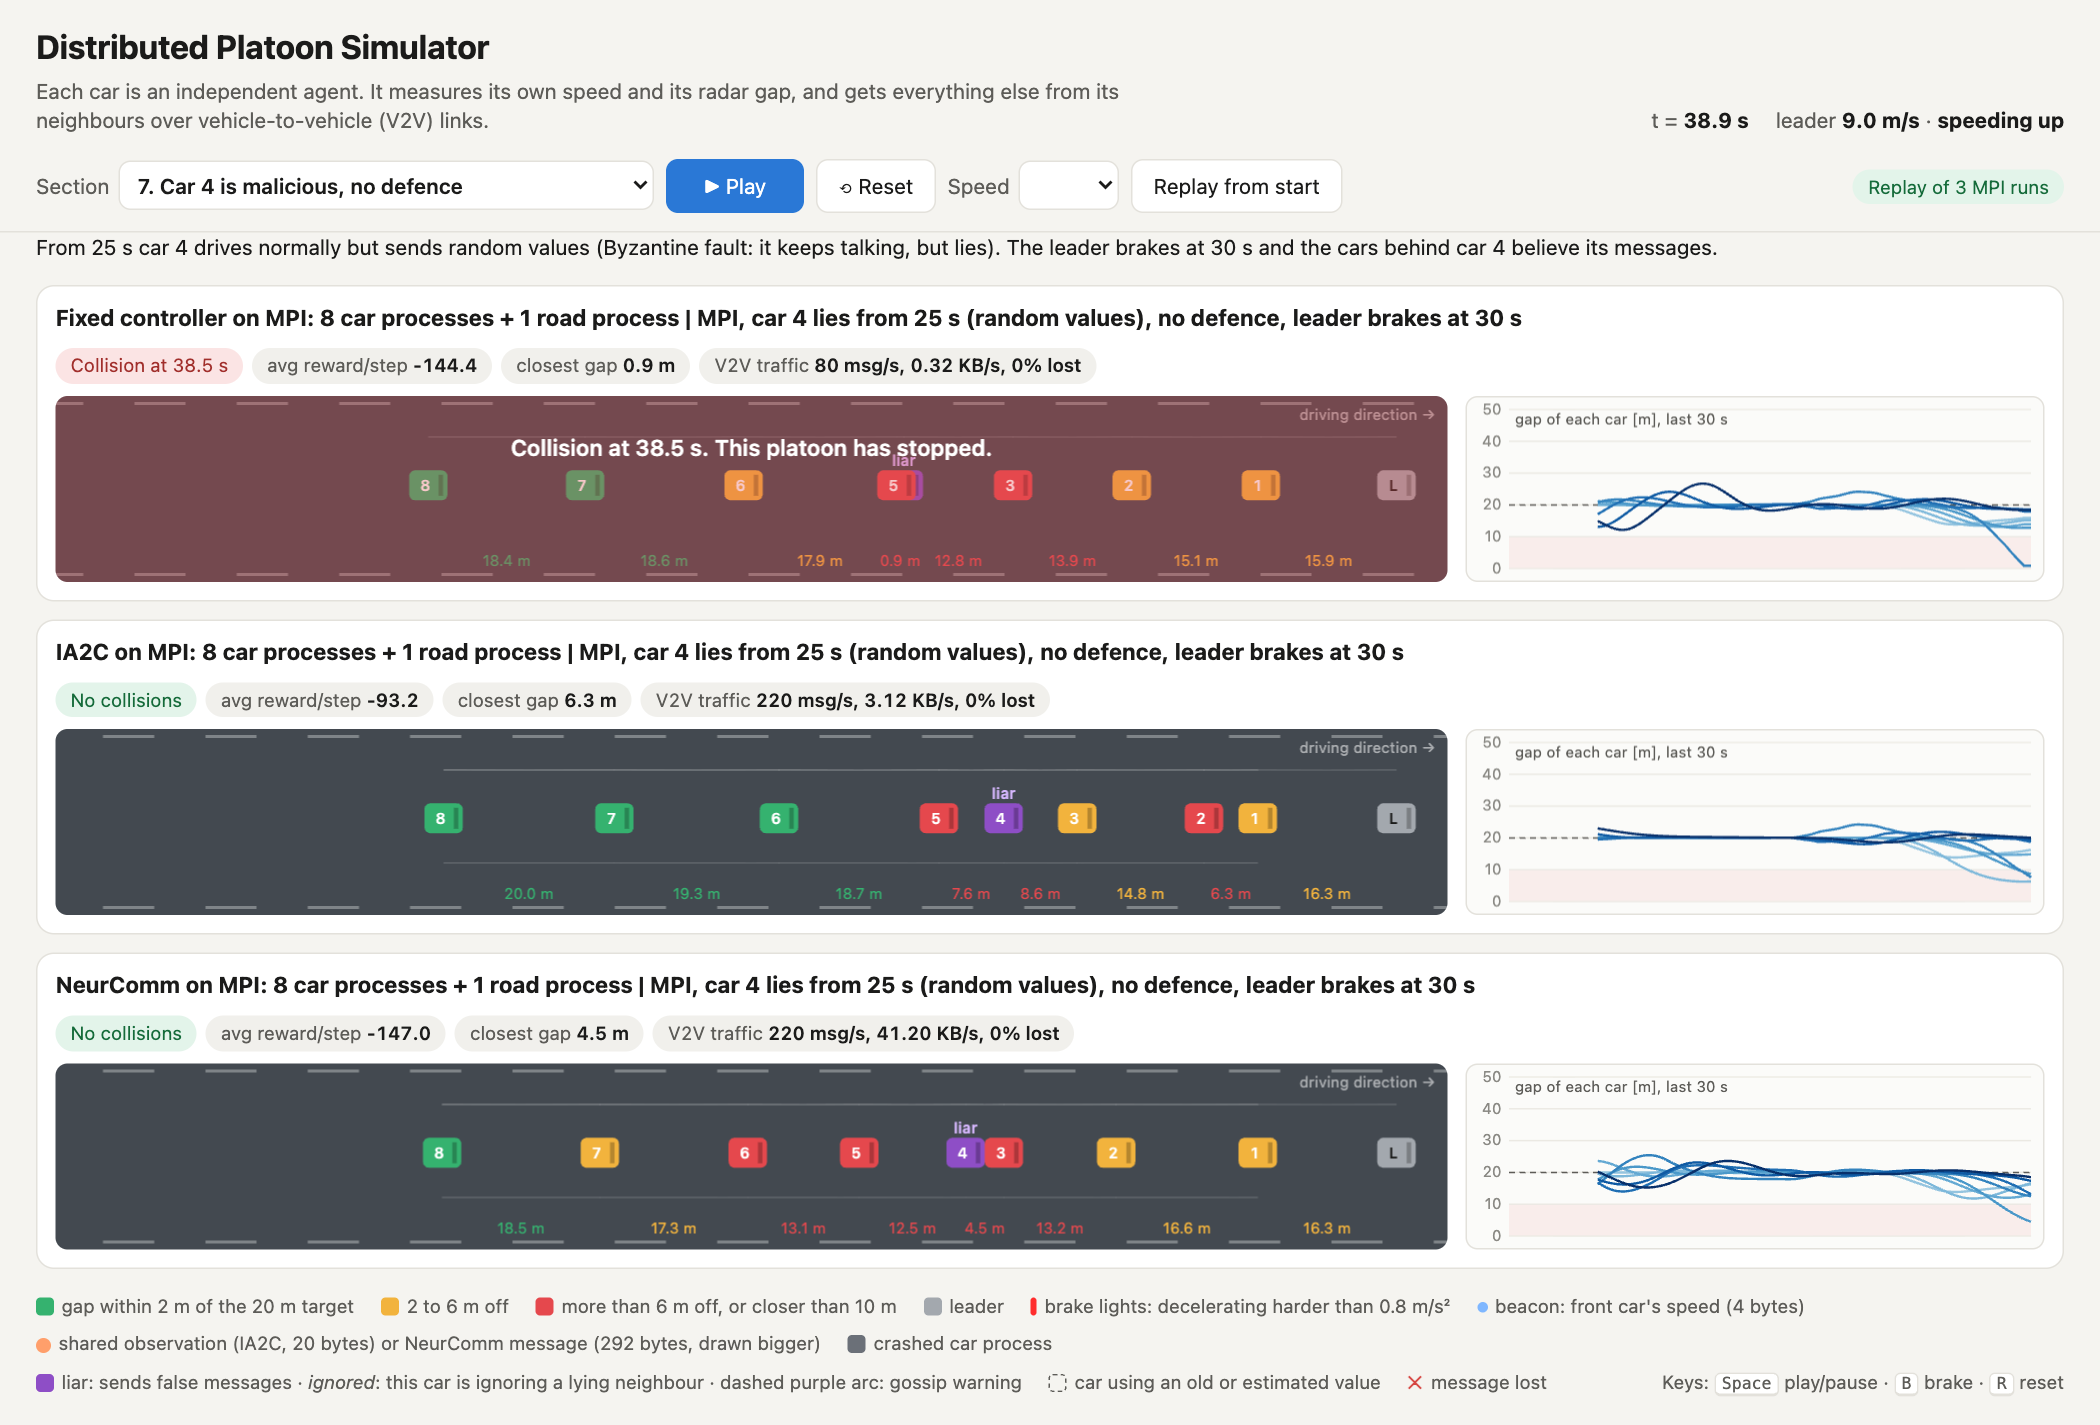 Distributed Platoon Simulator
Each car is an independent agent. It measures its own speed and its radar gap, and gets everything else from its
neighbours over vehicle-to-vehicle (V2V) links.
t = 38.9 s leader 9.0 m/s · speeding up
Section 7. Car 4 is malicious, no defence ▶ Play ⟲ Reset Speed Replay from start Replay of 3 MPI runs
From 25 s car 4 drives normally but sends random values (Byzantine fault: it keeps talking, but lies). The leader brakes at 30 s and the cars behind car 4 believe its messages.
Fixed controller on MPI: 8 car processes + 1 road process | MPI, car 4 lies from 25 s (random values), no defence, leader brakes at 30 s
Collision at 38.5 s avg reward/step -144.4 closest gap 0.9 m V2V traffic 80 msg/s, 0.32 KB/s, 0% lost
driving direction →
Collision at 38.5 s. This platoon has stopped.
liar
8 7 6 5 3 2 1 L
18.4 m 18.6 m 17.9 m 0.9 m 12.8 m 13.9 m 15.1 m 15.9 m
gap of each car [m], last 30 s
50
40
30
20
10
0
IA2C on MPI: 8 car processes + 1 road process | MPI, car 4 lies from 25 s (random values), no defence, leader brakes at 30 s
No collisions avg reward/step -93.2 closest gap 6.3 m V2V traffic 220 msg/s, 3.12 KB/s, 0% lost
driving direction →
liar
8 7 6 5 4 3 2 1 L
20.0 m 19.3 m 18.7 m 7.6 m 8.6 m 14.8 m 6.3 m 16.3 m
gap of each car [m], last 30 s
50
40
30
20
10
0
NeurComm on MPI: 8 car processes + 1 road process | MPI, car 4 lies from 25 s (random values), no defence, leader brakes at 30 s
No collisions avg reward/step -147.0 closest gap 4.5 m V2V traffic 220 msg/s, 41.20 KB/s, 0% lost
driving direction →
liar
8 7 6 5 4 3 2 1 L
18.5 m 17.3 m 13.1 m 12.5 m 4.5 m 13.2 m 16.6 m 16.3 m
gap of each car [m], last 30 s
50
40
30
20
10
0
gap within 2 m of the 20 m target 2 to 6 m off more than 6 m off, or closer than 10 m leader brake lights: decelerating harder than 0.8 m/s² beacon: front car's speed (4 bytes)
shared observation (IA2C, 20 bytes) or NeurComm message (292 bytes, drawn bigger) crashed car process
liar: sends false messages · ignored: this car is ignoring a lying neighbour · dashed purple arc: gossip warning car using an old or estimated value message lost Keys: Space play/pause · B brake · R reset